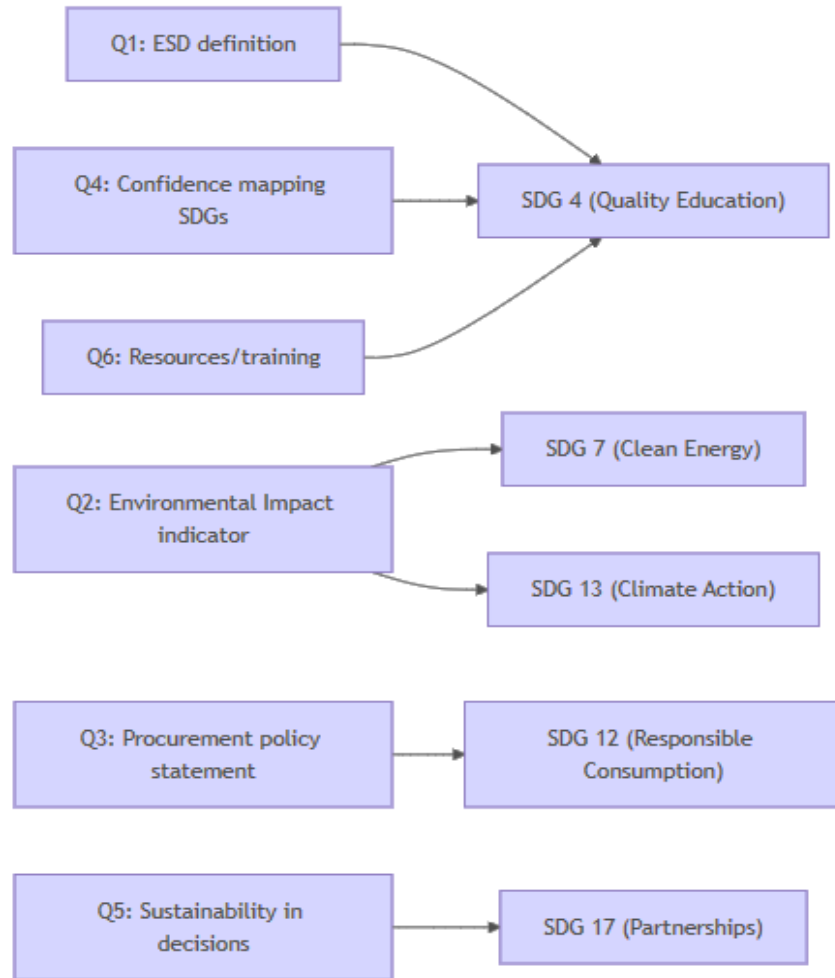 Q1: ESD definition
Q4: Confidence mapping
SDGs
SDG 4 (Quality Education)
Q6: Resources/training
SDG 7 (Clean Energy)
Q2: Environmental Impact
indicator
SDG 13 (Climate Action)
Q3: Procurement policy
statement
SDG 12 (Responsible
Consumption)
Q5: Sustainability in
decisions
SDG 17 (Partnerships)